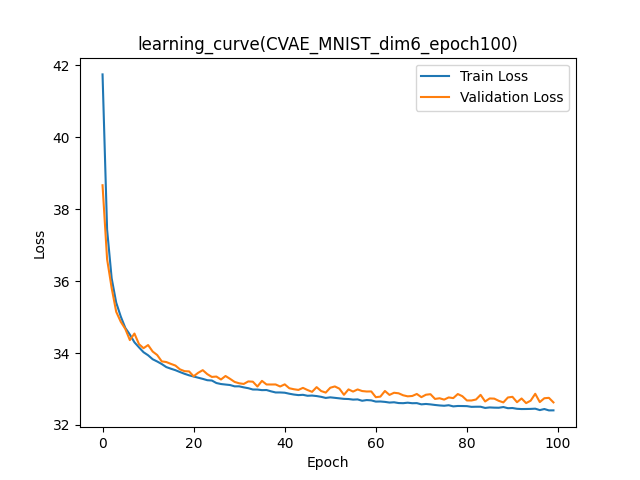 learning_curve(CVAE_MNIST_dim6_epoch100)
Train Loss
Validation Loss
42
40
38
36
34
32
Loss
0 20 40 60 80 100
Epoch